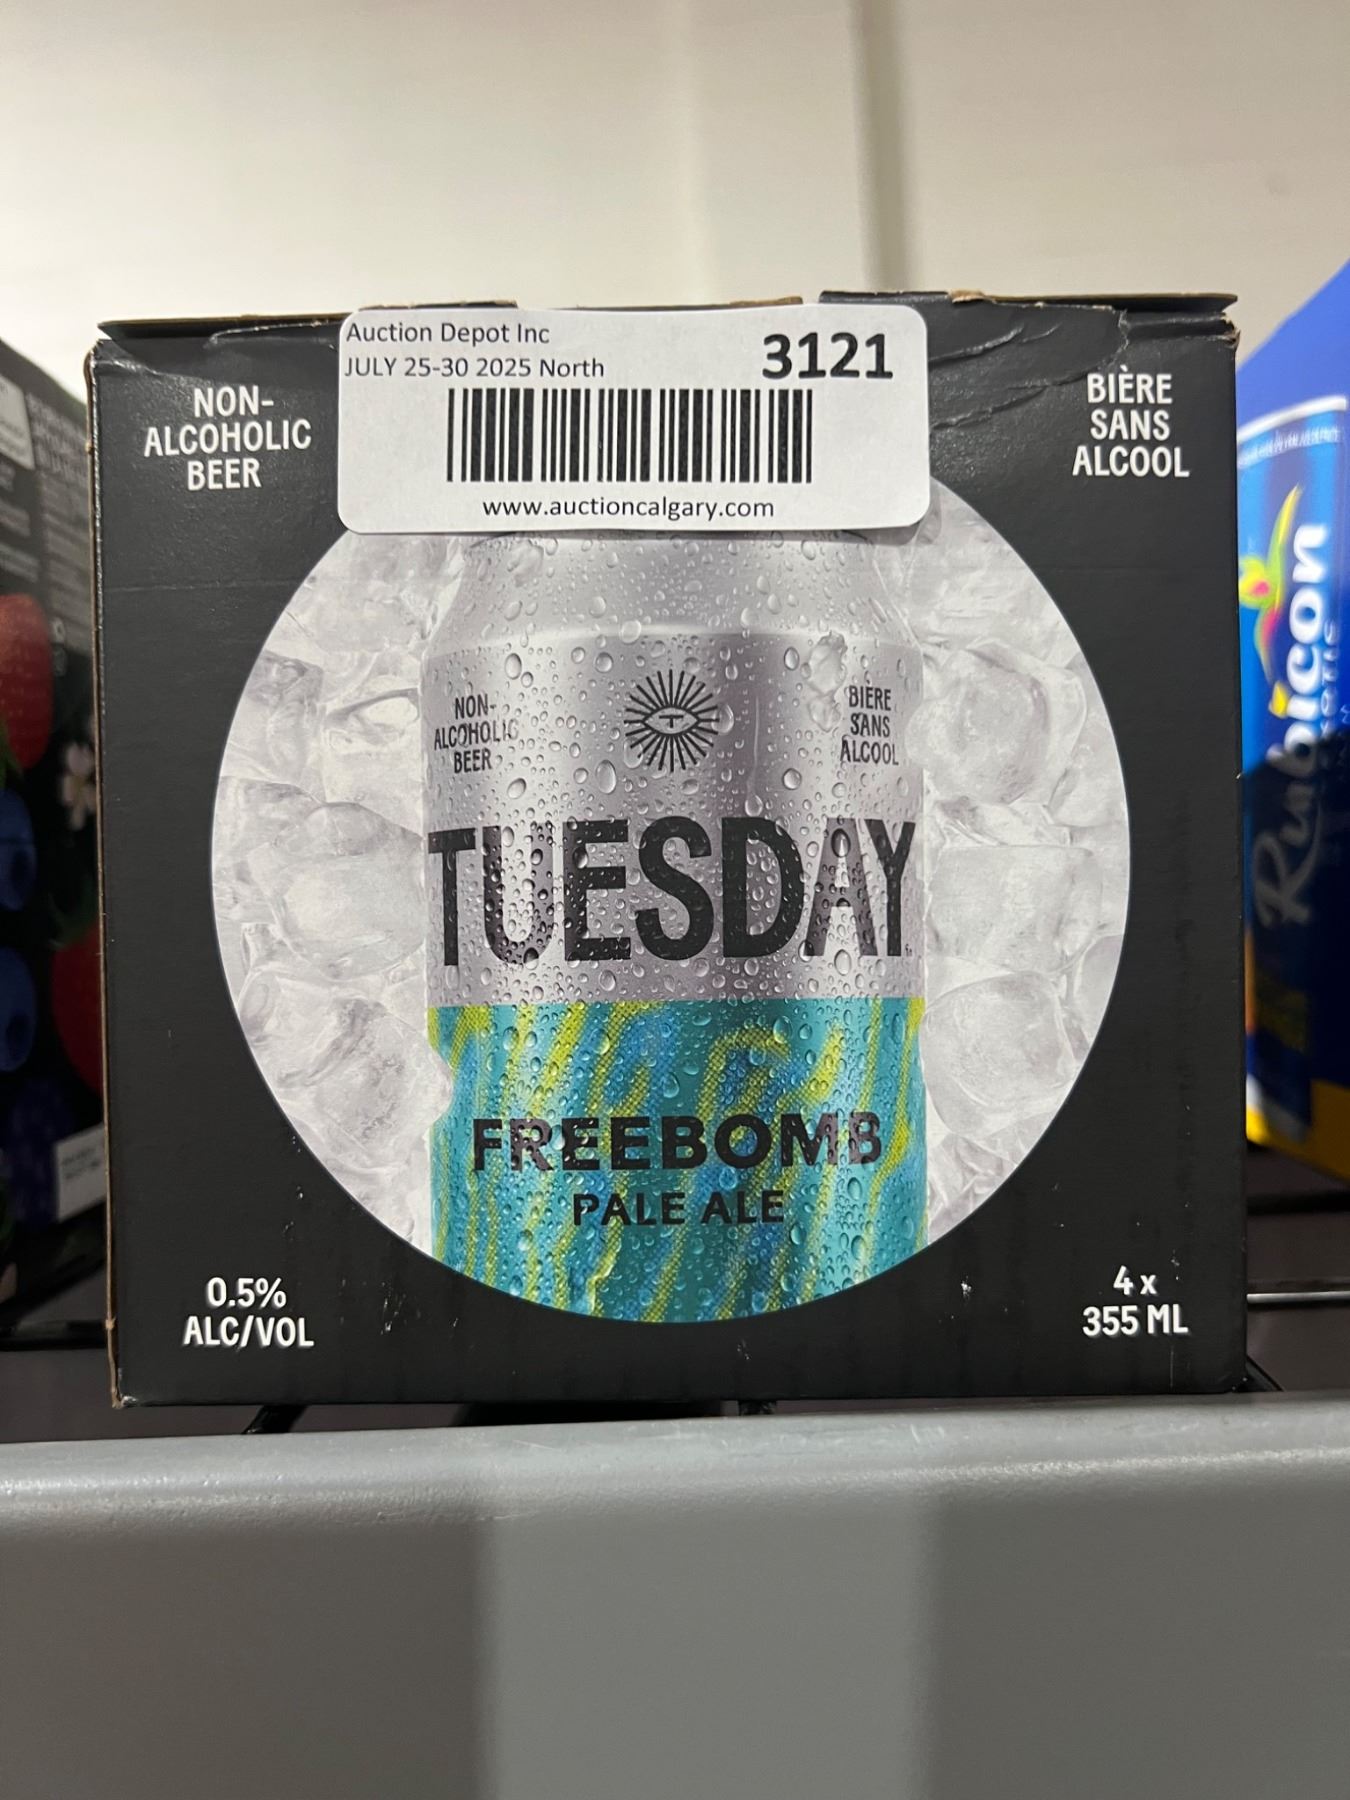 Auction Depot Inc
JULY 25-30 2025 North
3121
www.auctioncalgary.com
NON-
ALCOHOLIC
BEER
BIÈRE
SANS
ALCOOL
NON-
ALCOHOLIC
BEER
BIÈRE
SANS
ALCOOL
TUESDAY
FREEBOMB
PALE ALE
0.5%
ALC/VOL
4 x
355 ML
Rubicon